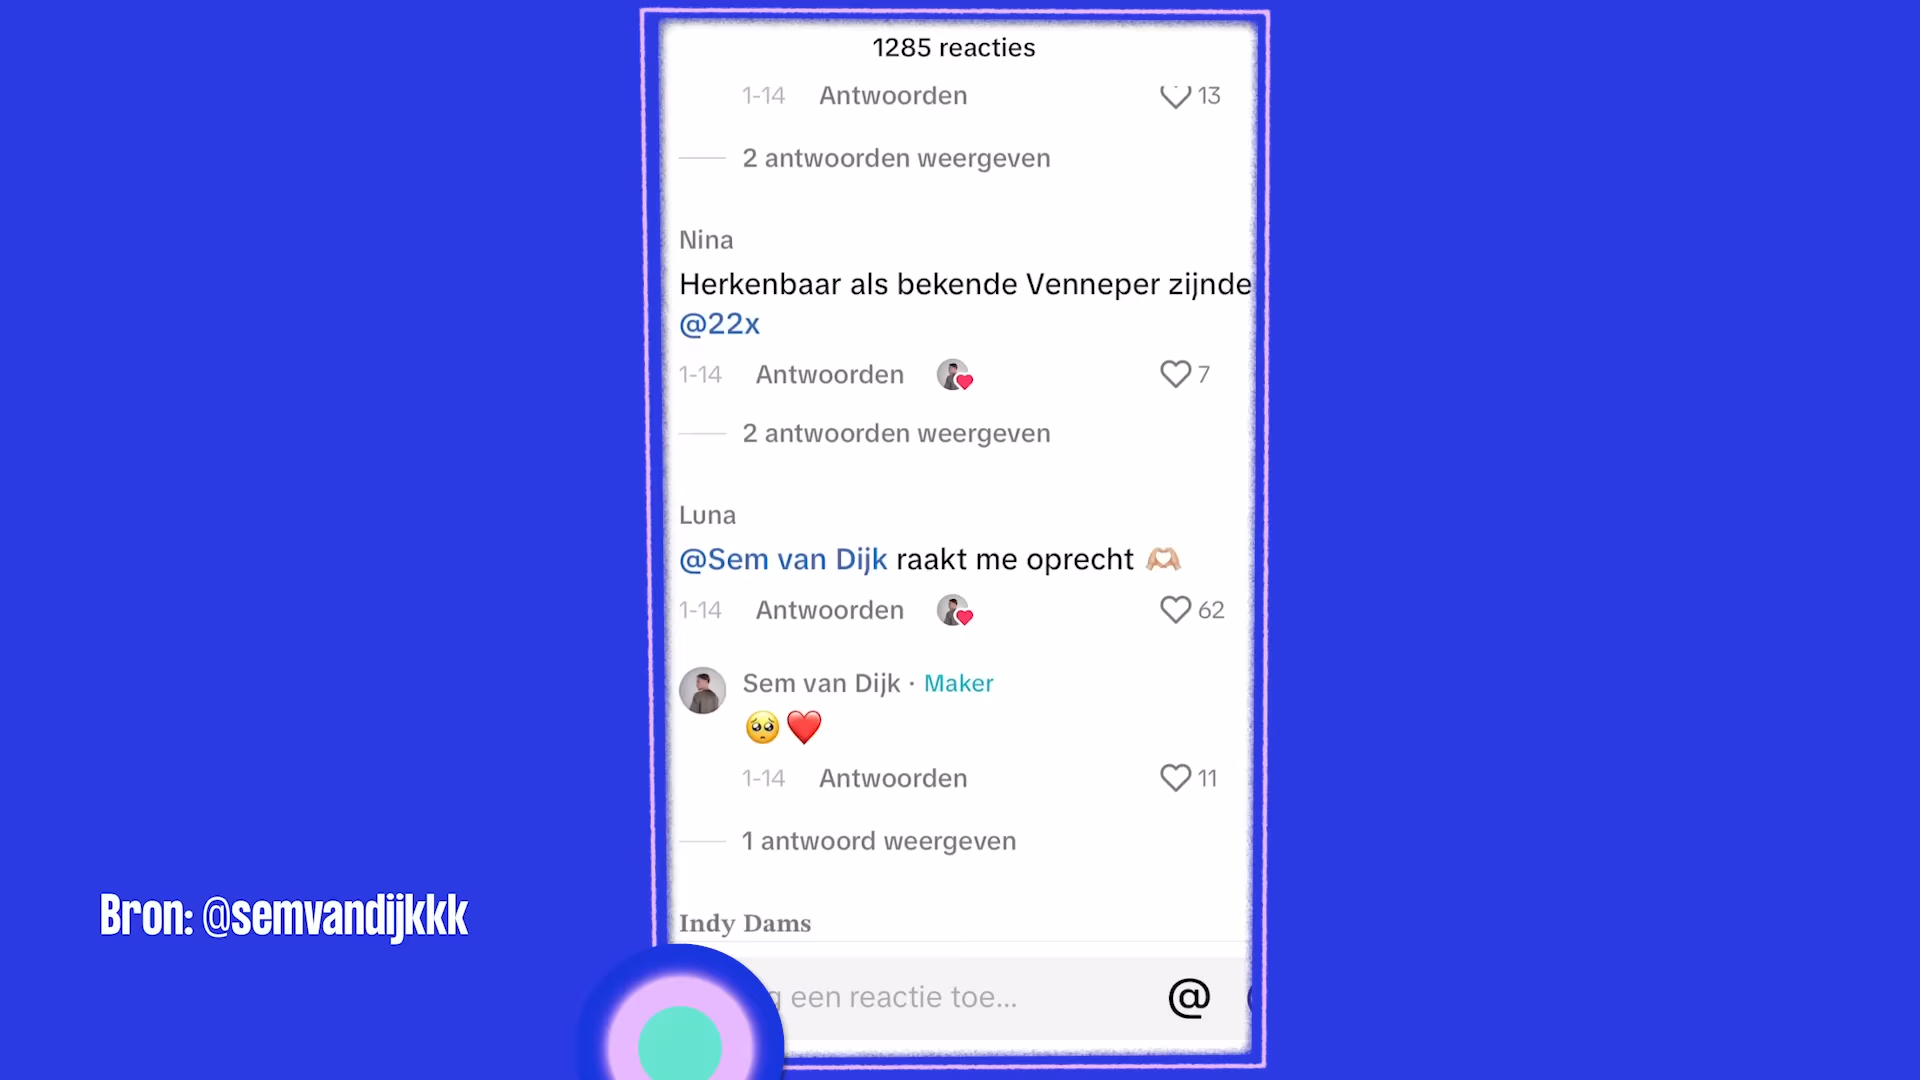 1285 reacties
1-14 Antwoorden 13
2 antwoorden weergeven
Nina
Herkenbaar als bekende Venneper zijnde
@22x
1-14 Antwoorden 7
2 antwoorden weergeven
Luna
@Sem van Dijk raakt me oprecht 🫶🏼
1-14 Antwoorden 62
Sem van Dijk · Maker
🥺❤️
1-14 Antwoorden 11
1 antwoord weergeven
Indy Dams
een reactie toe... @
Bron: @semvandijkkk